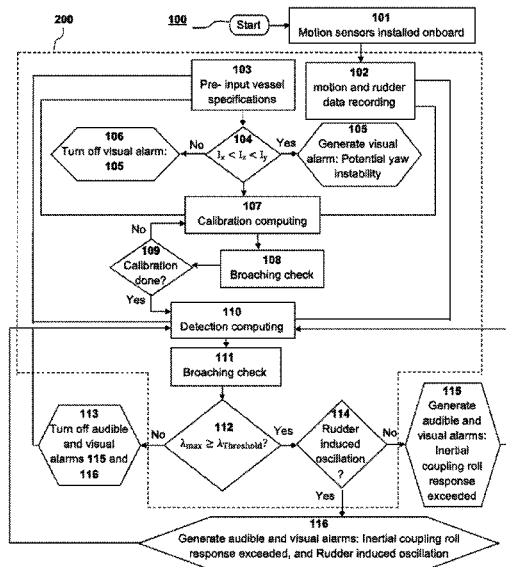 200
100
Start
101
Motion sensors installed onboard
103
Pre- input vessel
specifications
102
motion and rudder
data recording
106
Turn off visual alarm:
105
No
104
Ix < Iz < Iy
Yes
105
Generate visual
alarm: Potential yaw
instability
107
Calibration computing
No
109
Calibration
done?
108
Broaching check
Yes
110
Detection computing
111
Broaching check
113
Turn off audible
and visual
alarms 115 and
116
No
112
λmax ≥ λThreshold?
Yes
114
Rudder
induced
oscillation
?
No
115
Generate
audible and
visual alarms:
Inertial
coupling roll
response
exceeded
Yes
116
Generate audible and visual alarms: Inertial coupling roll
response exceeded, and Rudder induced oscillation